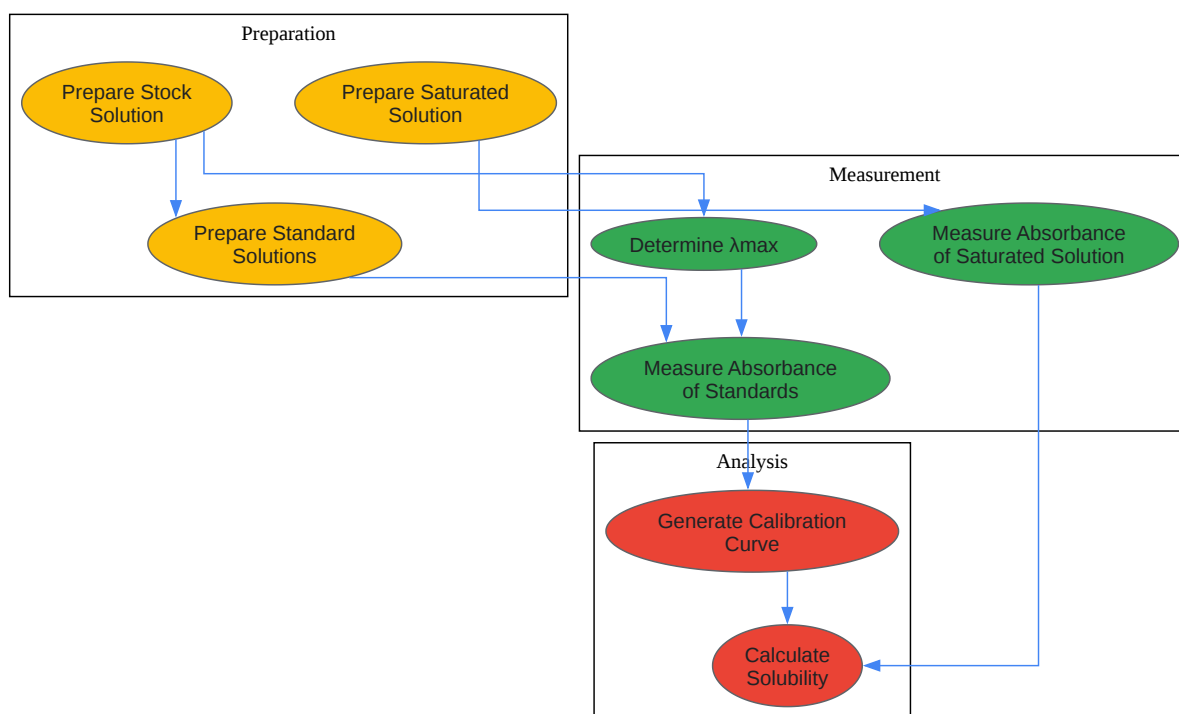 Preparation
Prepare Stock
Solution
Prepare Saturated
Solution
Prepare Standard
Solutions
Measurement
Determine λmax
Measure Absorbance
of Saturated Solution
Measure Absorbance
of Standards
Analysis
Generate Calibration
Curve
Calculate
Solubility